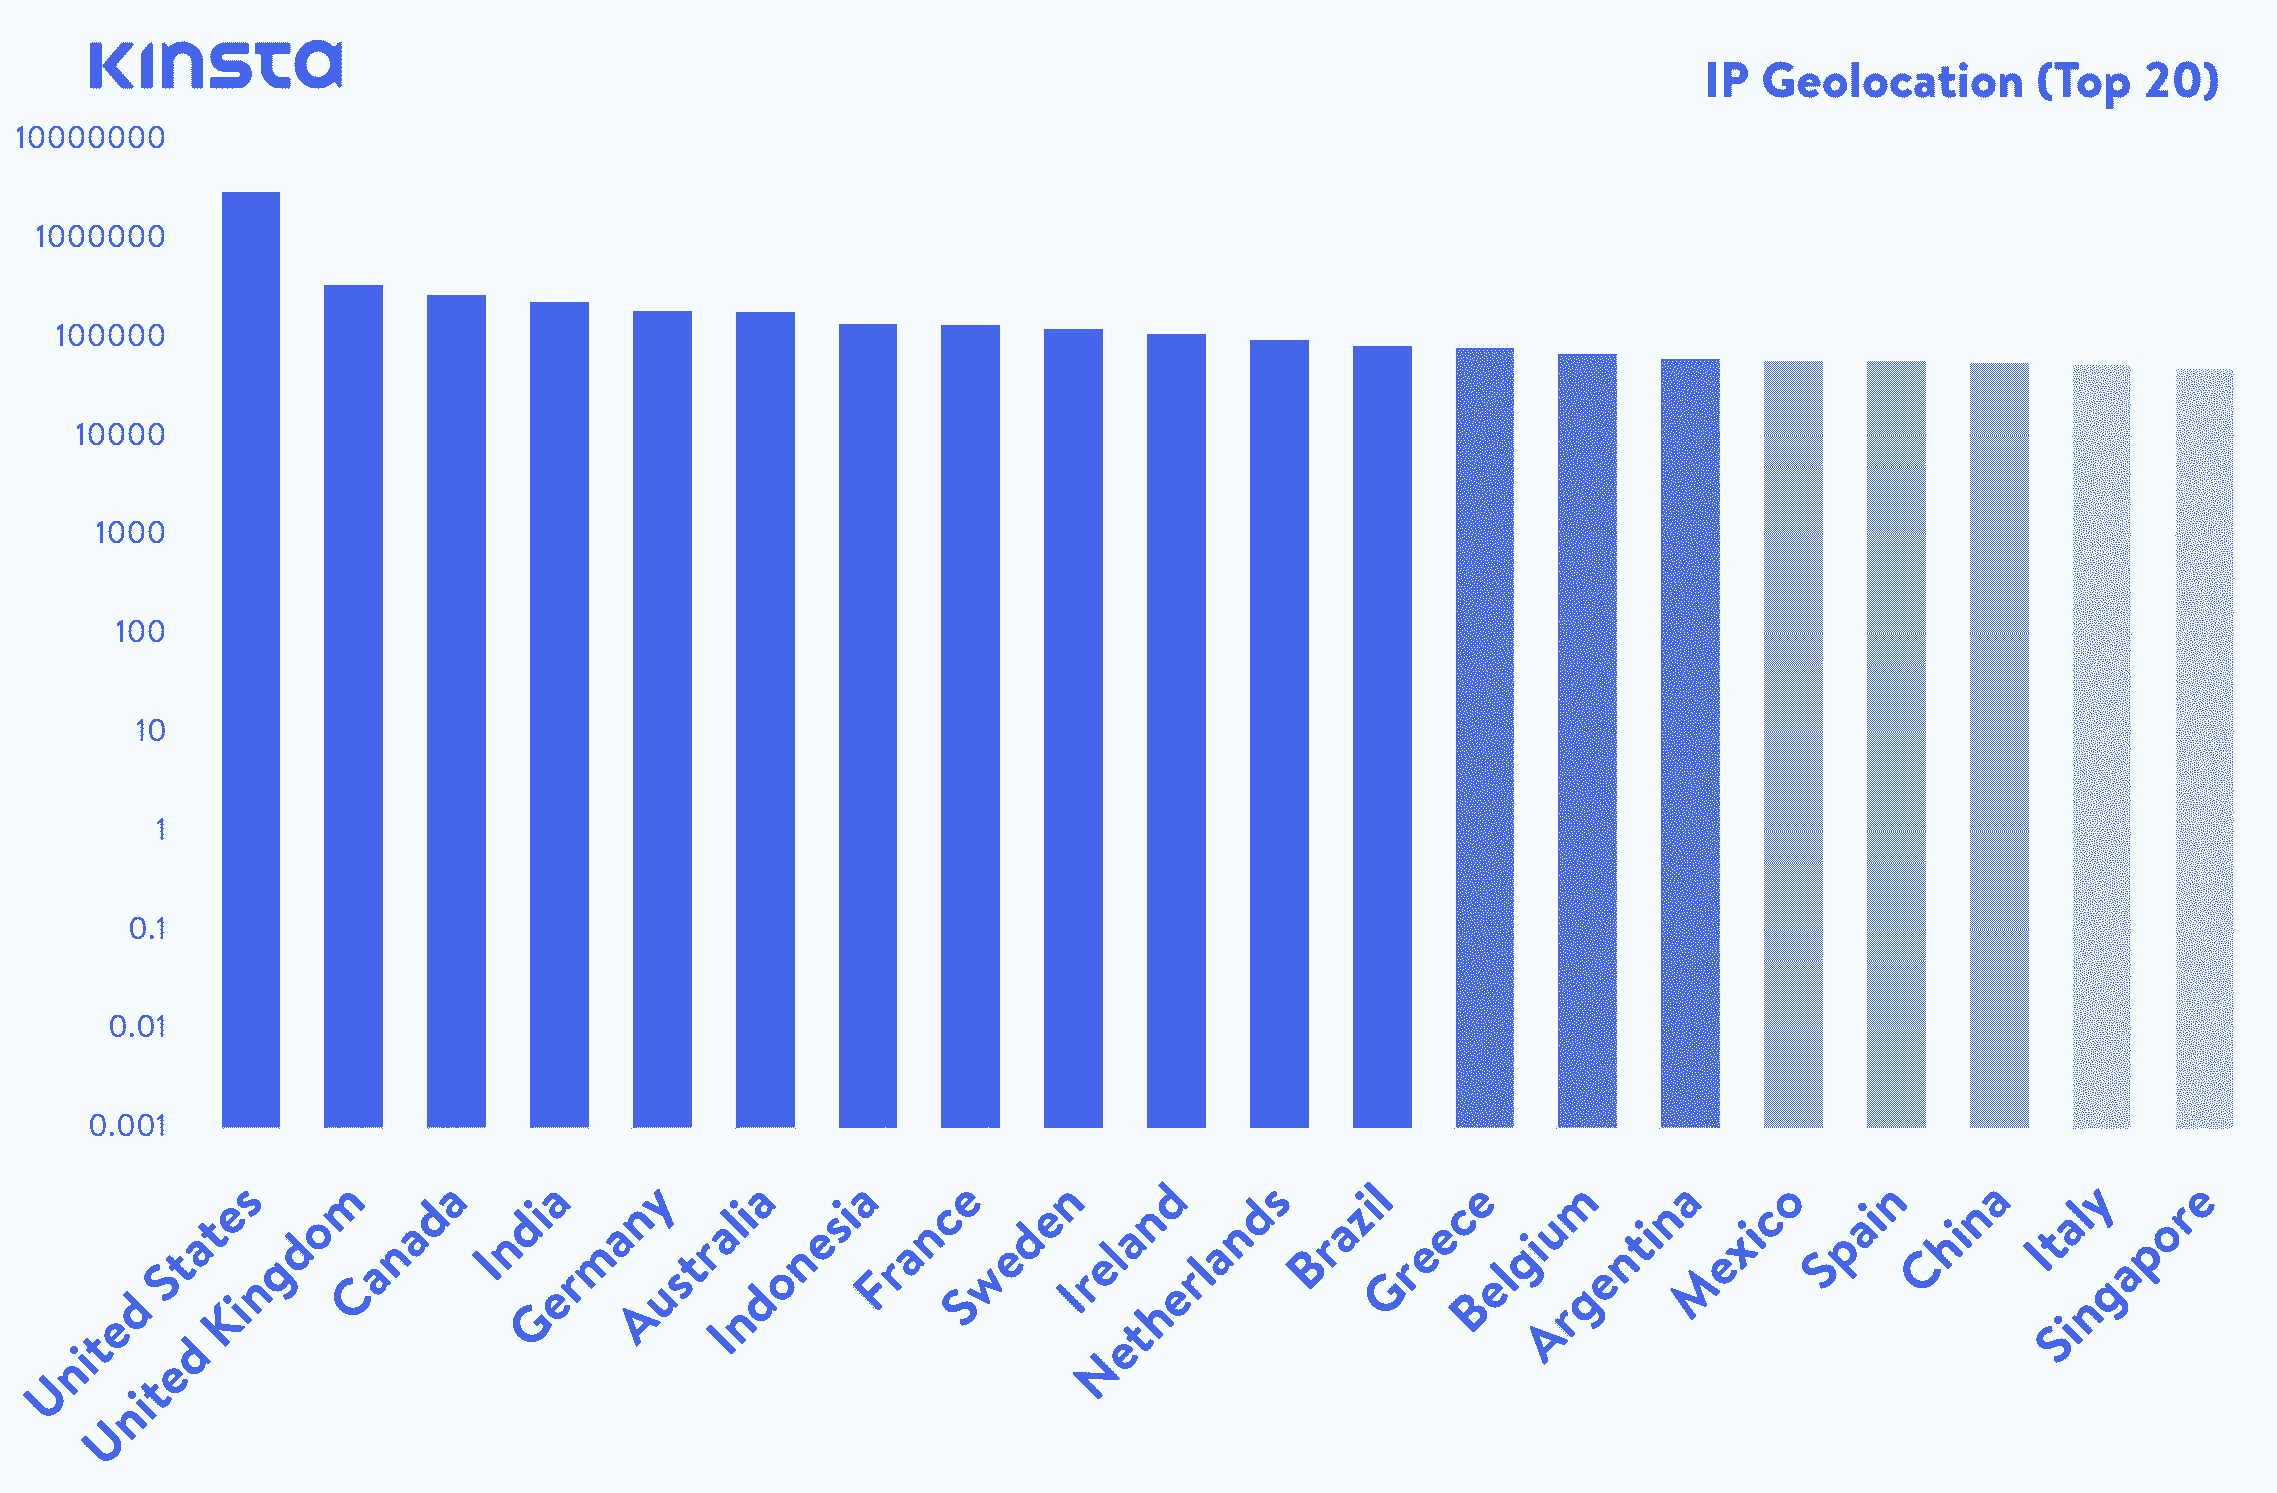 Kinsta
IP Geolocation (Top 20)
10000000
1000000
100000
10000
1000
100
10
1
0.1
0.01
0.001
United States
United Kingdom
Canada
India
Germany
Australia
Indonesia
France
Sweden
Ireland
Netherlands
Brazil
Greece
Belgium
Argentina
Mexico
Spain
China
Italy
Singapore